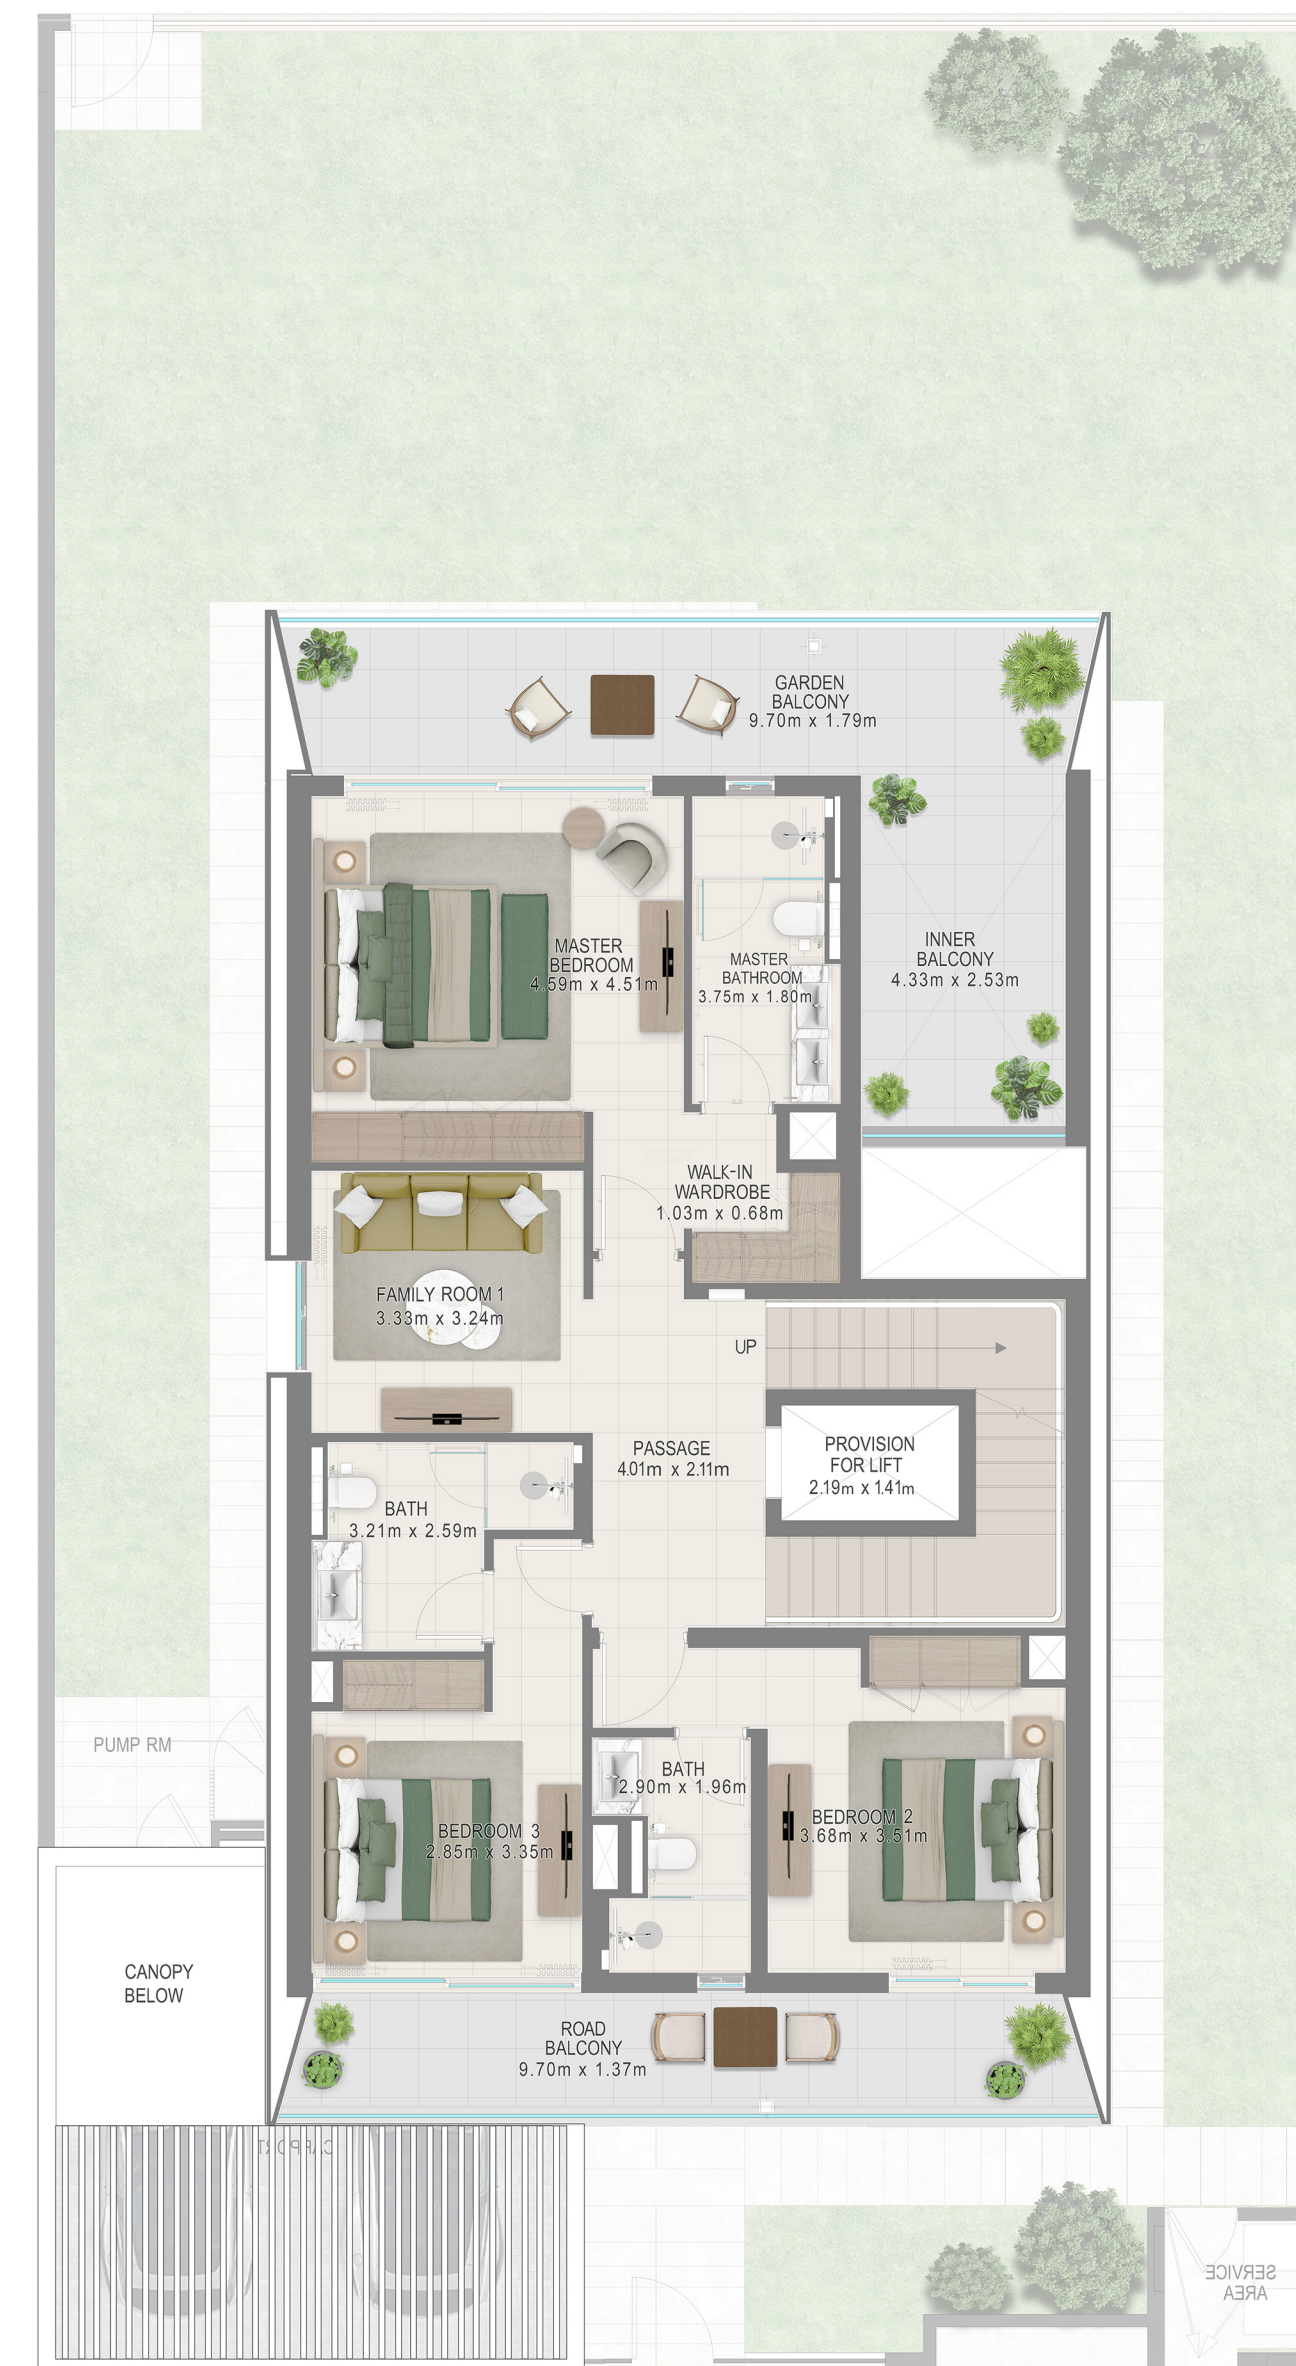 GARDEN
BALCONY
9.70m x 1.79m
MASTER
BEDROOM
4.59m x 4.51m
MASTER
BATHROOM
3.75m x 1.80m
INNER
BALCONY
4.33m x 2.53m
WALK-IN
WARDROBE
1.03m x 0.68m
FAMILY ROOM 1
3.33m x 3.24m
UP
PASSAGE
4.01m x 2.11m
PROVISION
FOR LIFT
2.19m x 1.41m
BATH
3.21m x 2.59m
PUMP RM
BATH
2.90m x 1.96m
BEDROOM 2
3.68m x 3.51m
BEDROOM 3
2.85m x 3.35m
CANOPY
BELOW
ROAD
BALCONY
9.70m x 1.37m
CARPORT
SERVICE
AREA